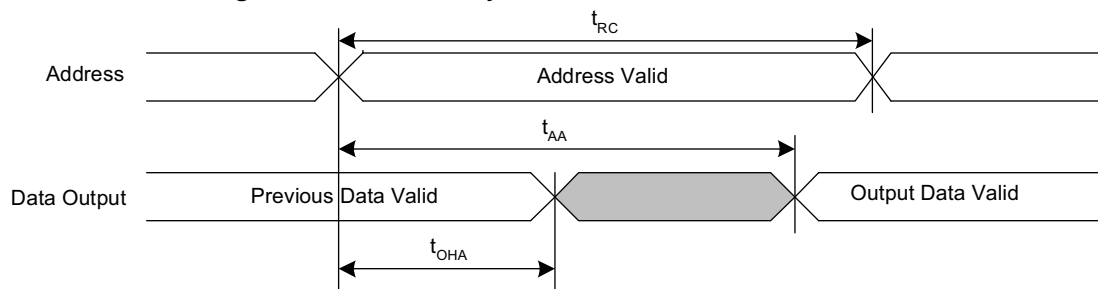 t_RC
Address
Address Valid
t_AA
Data Output
Previous Data Valid
Output Data Valid
t_OHA